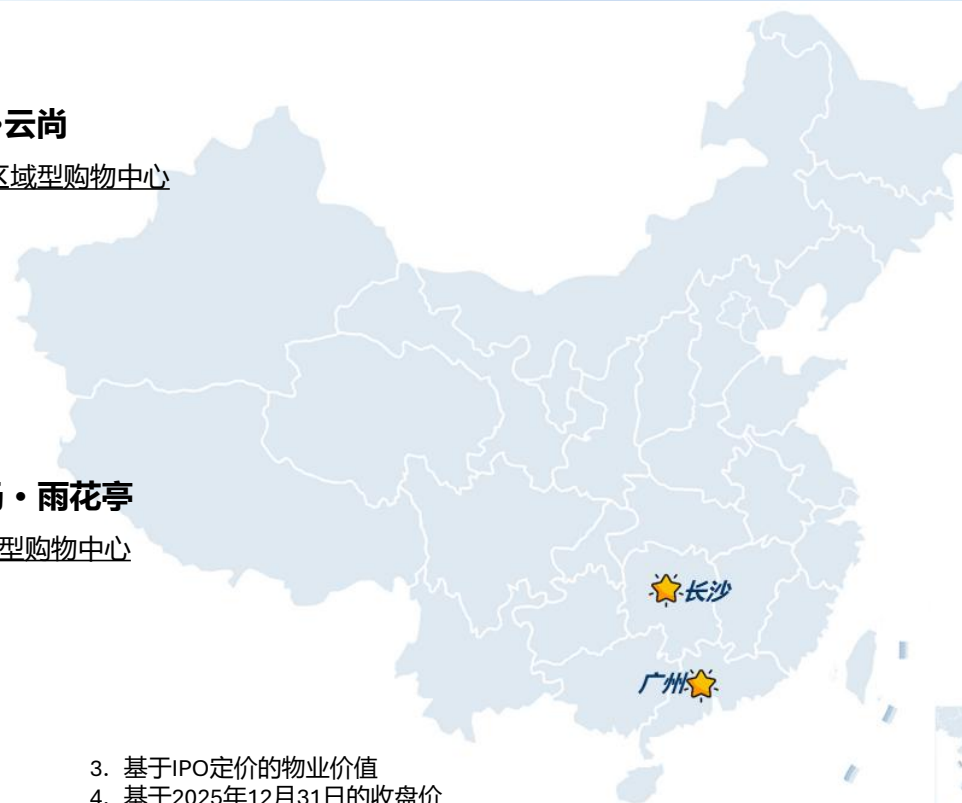 ·云尚
区域型购物中心
·雨花亭
型购物中心
长沙
广州
3. 基于IPO定价的物业价值
4. 基于2025年12月31日的收盘价